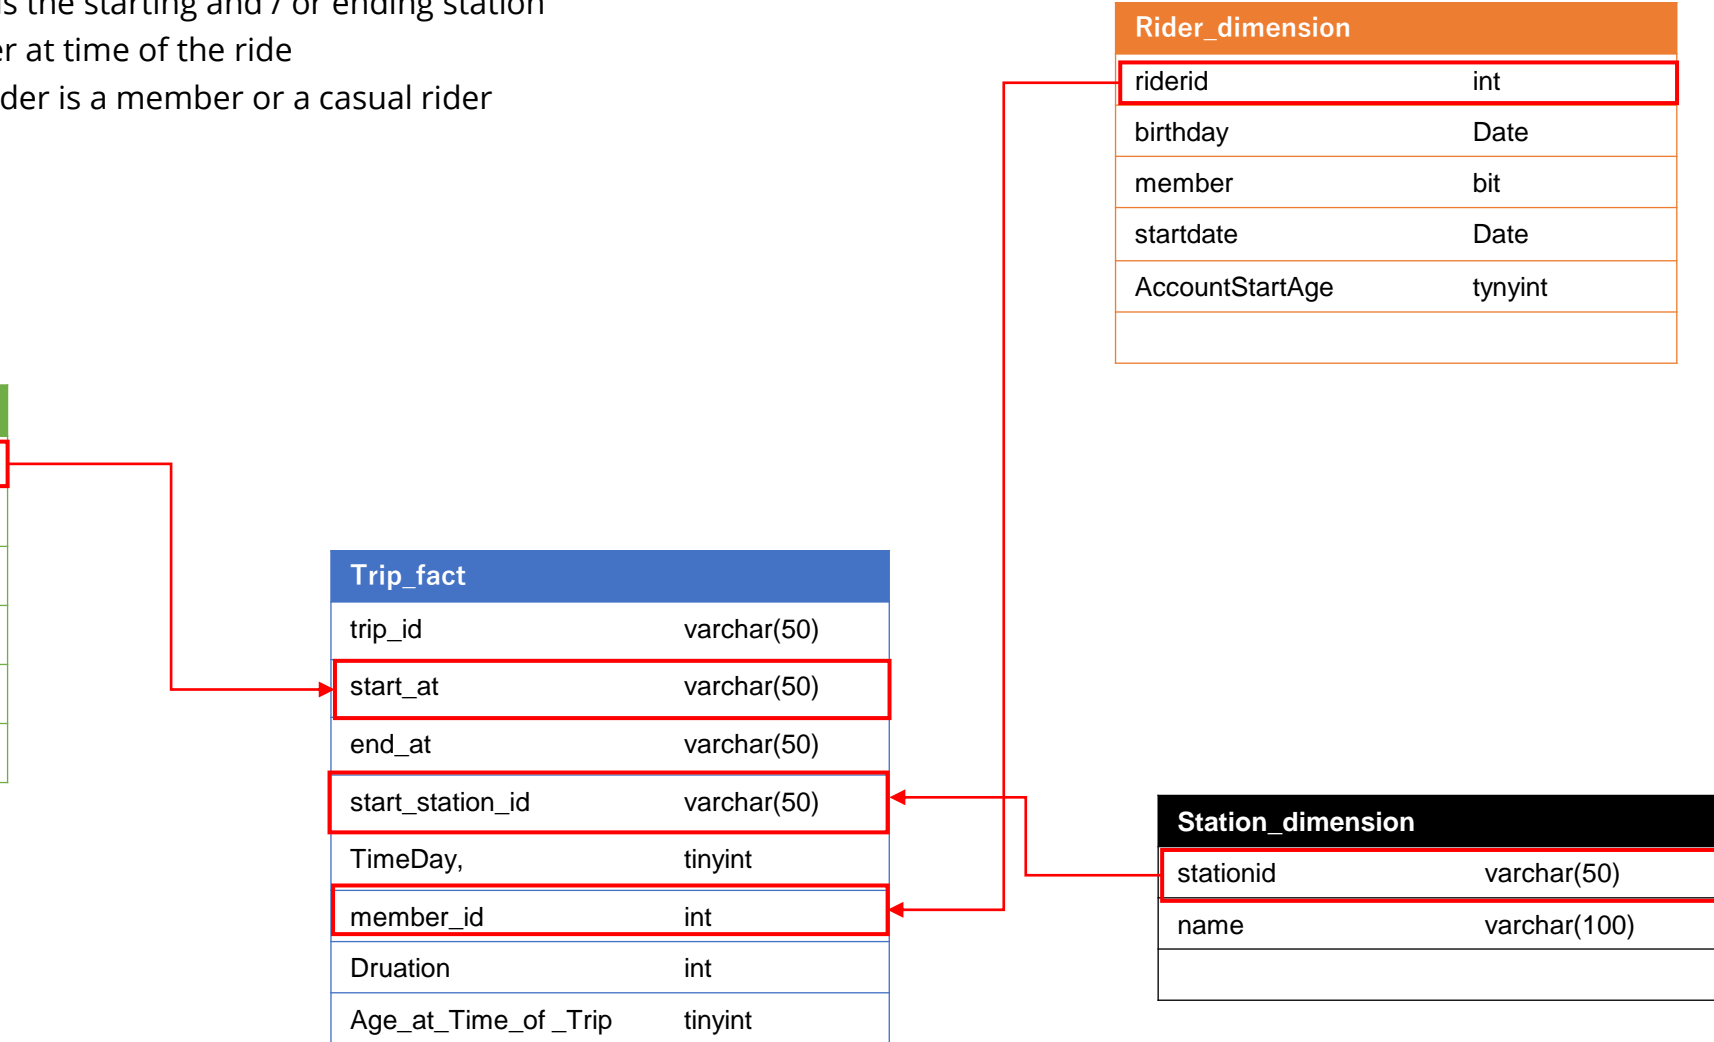 is the starting and / or ending station
er at time of the ride
der is a member or a casual rider
Rider_dimension
riderid int
birthday Date
member bit
startdate Date
AccountStartAge tynyint
Trip_fact
trip_id varchar(50)
start_at varchar(50)
end_at varchar(50)
start_station_id varchar(50)
TimeDay, tinyint
member_id int
Druation int
Age_at_Time_of _Trip tinyint
Station_dimension
stationid varchar(50)
name varchar(100)